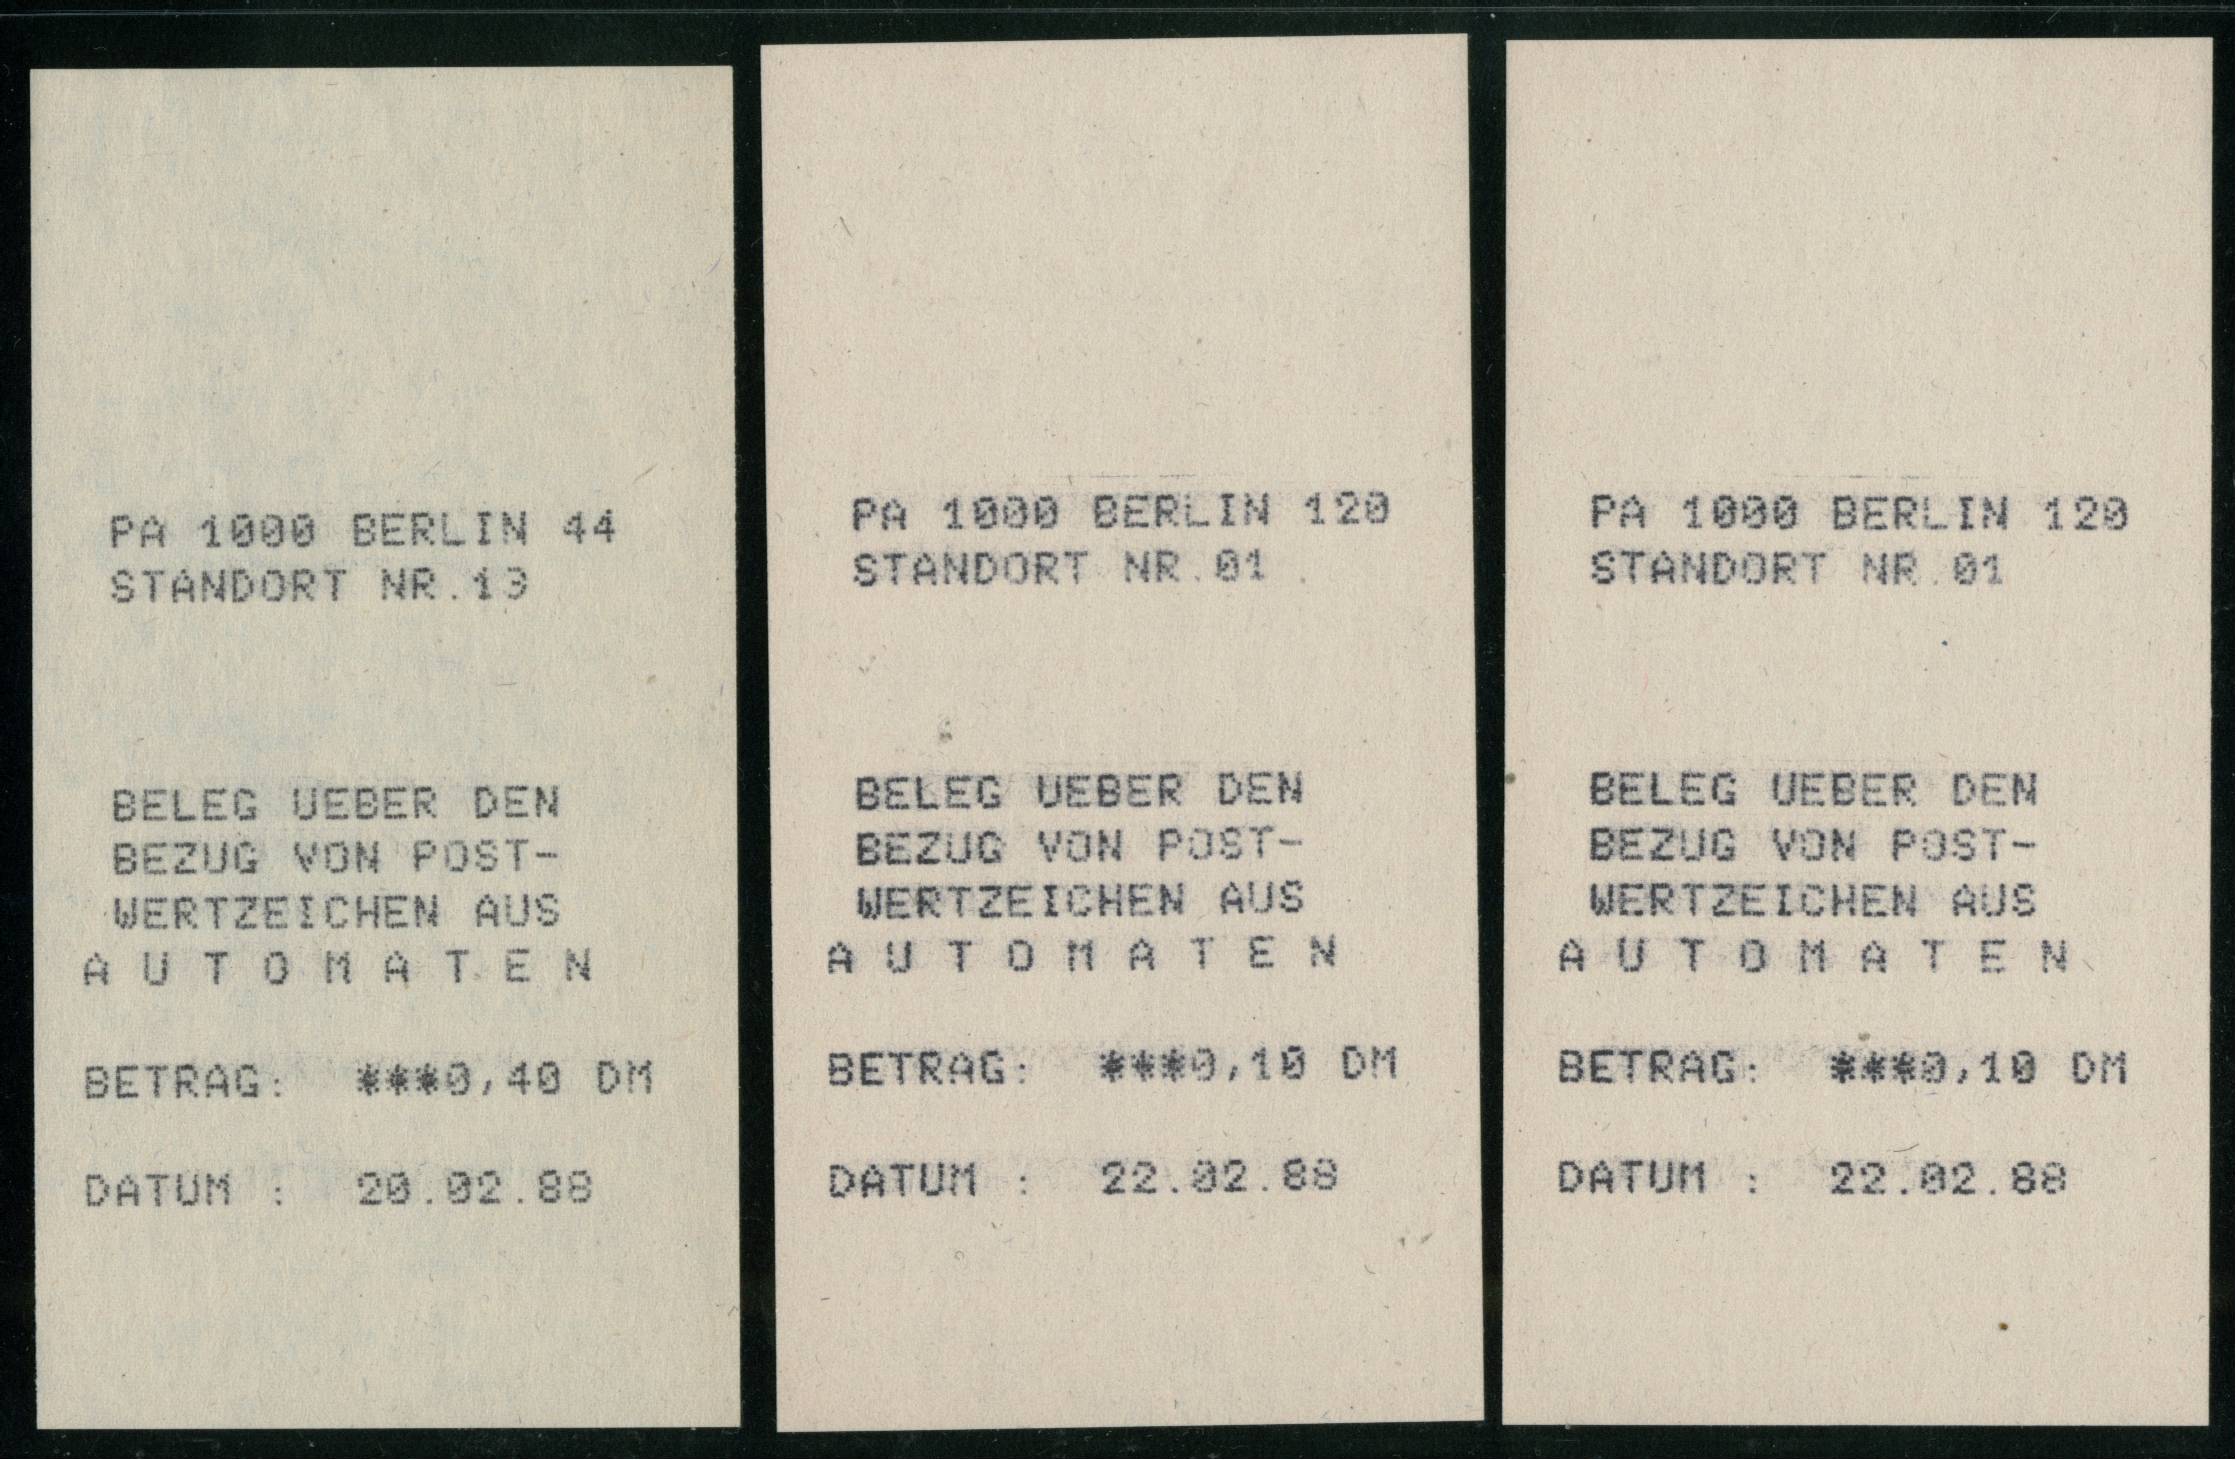 PA 1000 BERLIN 44
STANDORT NR.13
BELEG UEBER DEN
BEZUG VON POST-
WERTZEICHEN AUS
A U T O M A T E N
BETRAG: ***0,40 DM
DATUM : 20.02.88
PA 1000 BERLIN 120
STANDORT NR.01
BELEG UEBER DEN
BEZUG VON POST-
WERTZEICHEN AUS
A U T O M A T E N
BETRAG: ***0,10 DM
DATUM : 22.02.88
PA 1000 BERLIN 120
STANDORT NR.01
BELEG UEBER DEN
BEZUG VON POST-
WERTZEICHEN AUS
A U T O M A T E N
BETRAG: ***0,10 DM
DATUM : 22.02.88